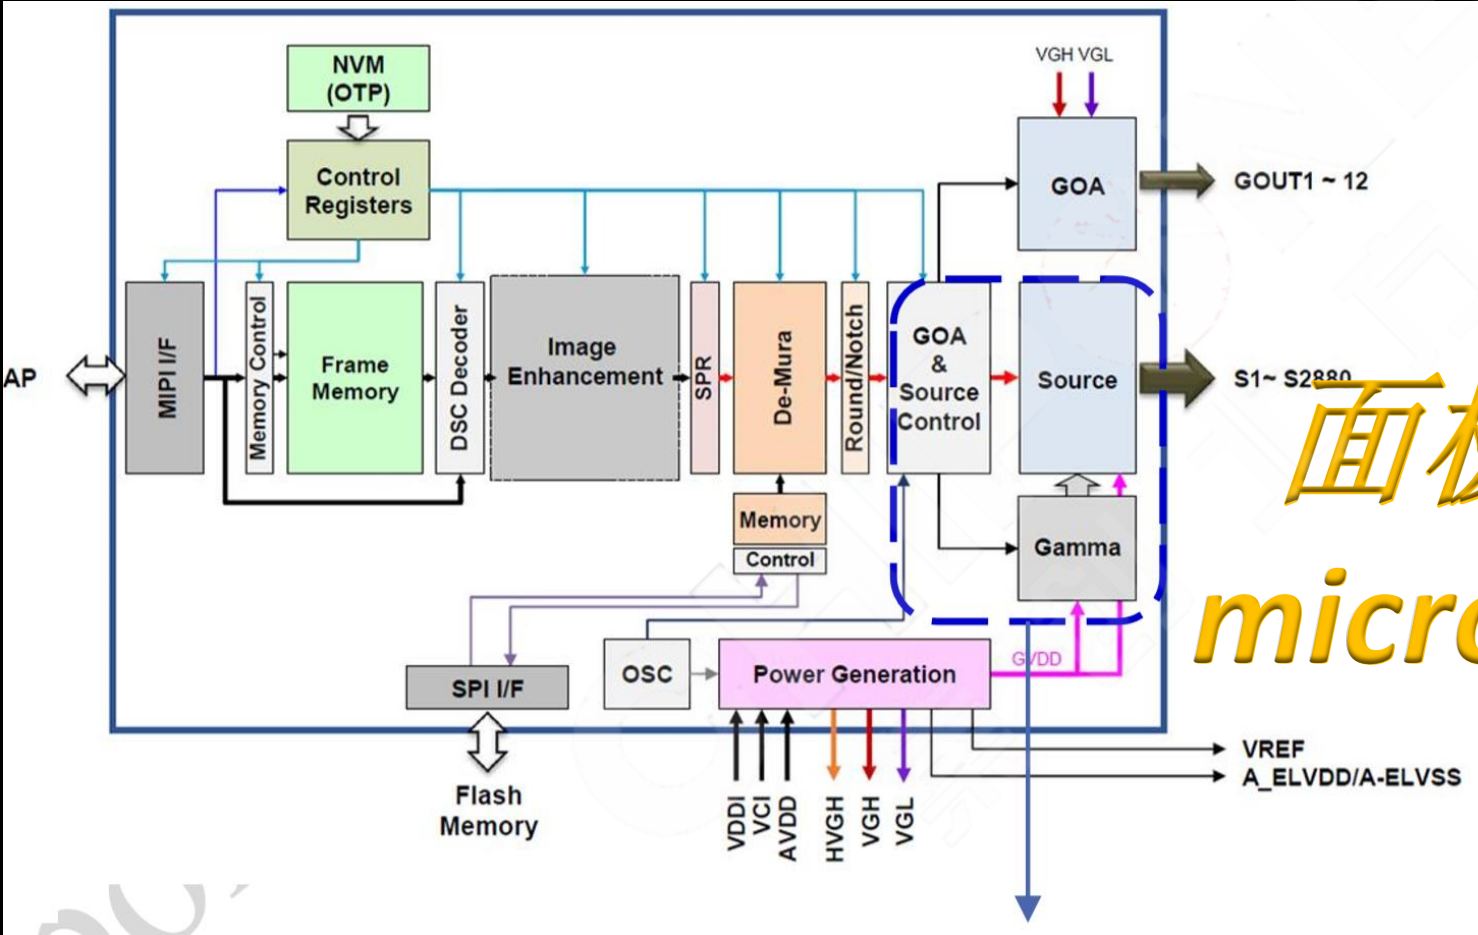 VGH VGL
NVM
(OTP)
Control
Registers
GOA
GOUT1 ~ 12
AP
MIPI I/F
Memory Control
Frame
Memory
DSC Decoder
Image
Enhancement
SPR
De-Mura
Round/Notch
GOA
&
Source
Control
Source
S1~ S2880
面
micro
Memory
Control
Gamma
SPI I/F
OSC
Power Generation
GVDD
Flash
Memory
VDDI
VCI
AVDD
HVGH
VGH
VGL
VREF
A_ELVDD/A-ELVSS